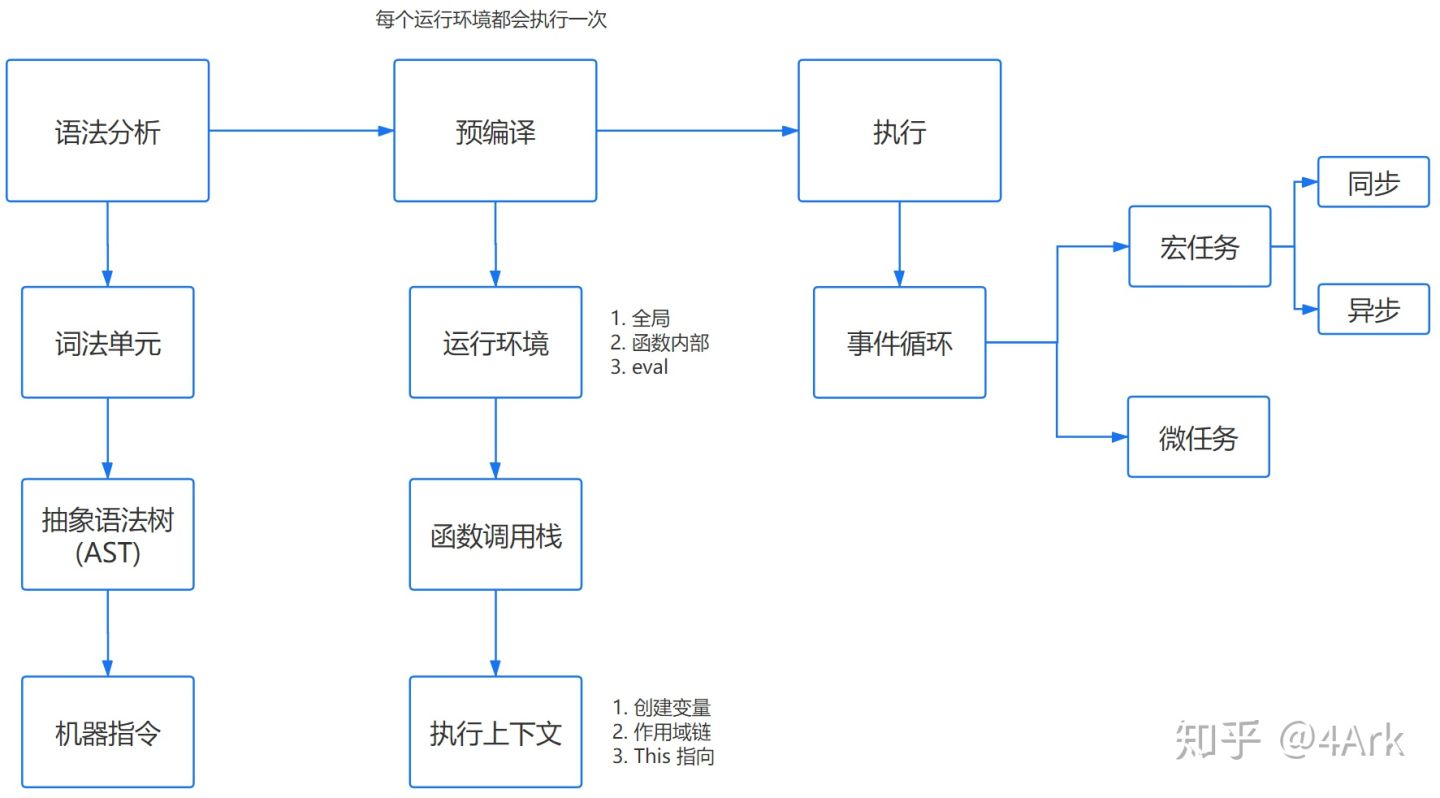 每个运行环境都会执行一次
语法分析
预编译
执行
同步
宏任务
异步
词法单元
运行环境
1. 全局
2. 函数内部
3. eval
事件循环
微任务
抽象语法树
(AST)
函数调用栈
机器指令
执行上下文
1. 创建变量
2. 作用域链
3. This 指向
知乎 @4Ark